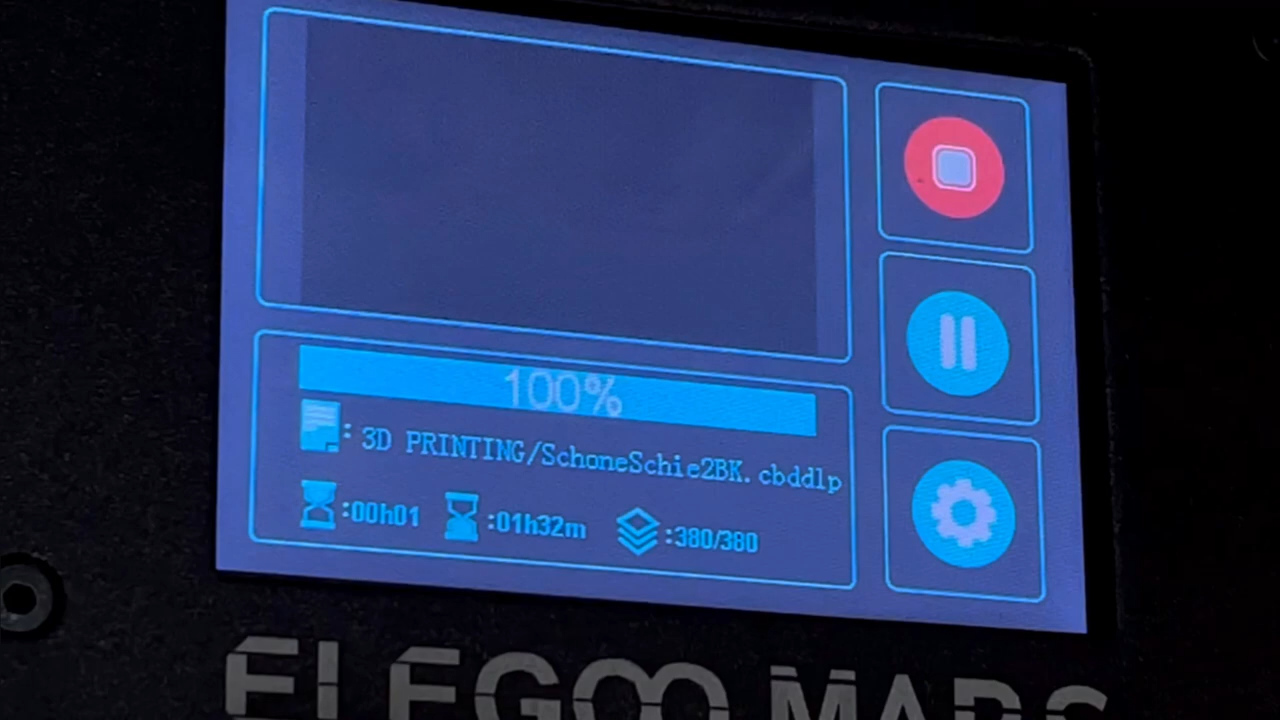 100%
: 3D PRINTING/SchoneSchie2BK.cbddlp
:00h01 :01h32m :380/380
ELEGOO MARS